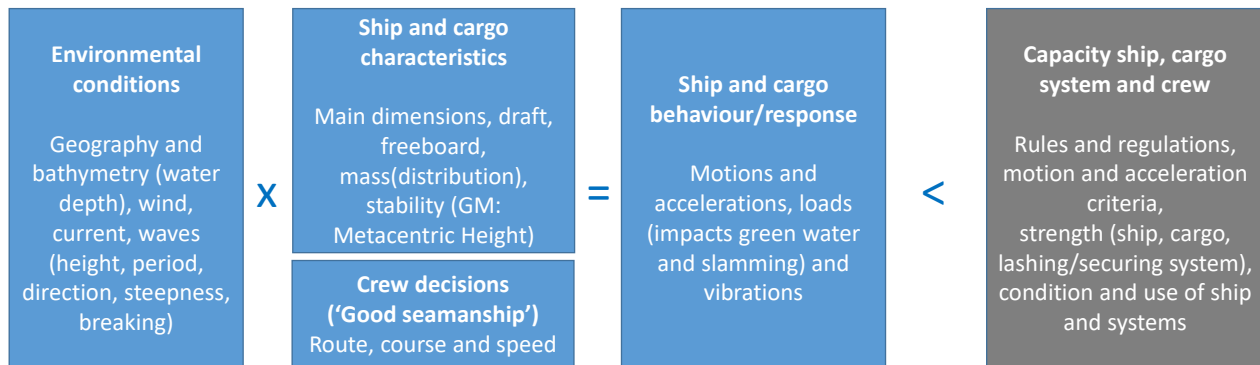 Environmental
conditions
Geography and
bathymetry (water
depth), wind,
current, waves
(height, period,
direction, steepness,
breaking)
x
Ship and cargo
characteristics
Main dimensions, draft,
freeboard,
mass(distribution),
stability (GM:
Metacentric Height)
Crew decisions
(‘Good seamanship’)
Route, course and speed
=
Ship and cargo
behaviour/response
Motions and
accelerations, loads
(impacts green water
and slamming) and
vibrations
<
Capacity ship, cargo
system and crew
Rules and regulations,
motion and acceleration
criteria,
strength (ship, cargo,
lashing/securing system),
condition and use of ship
and systems